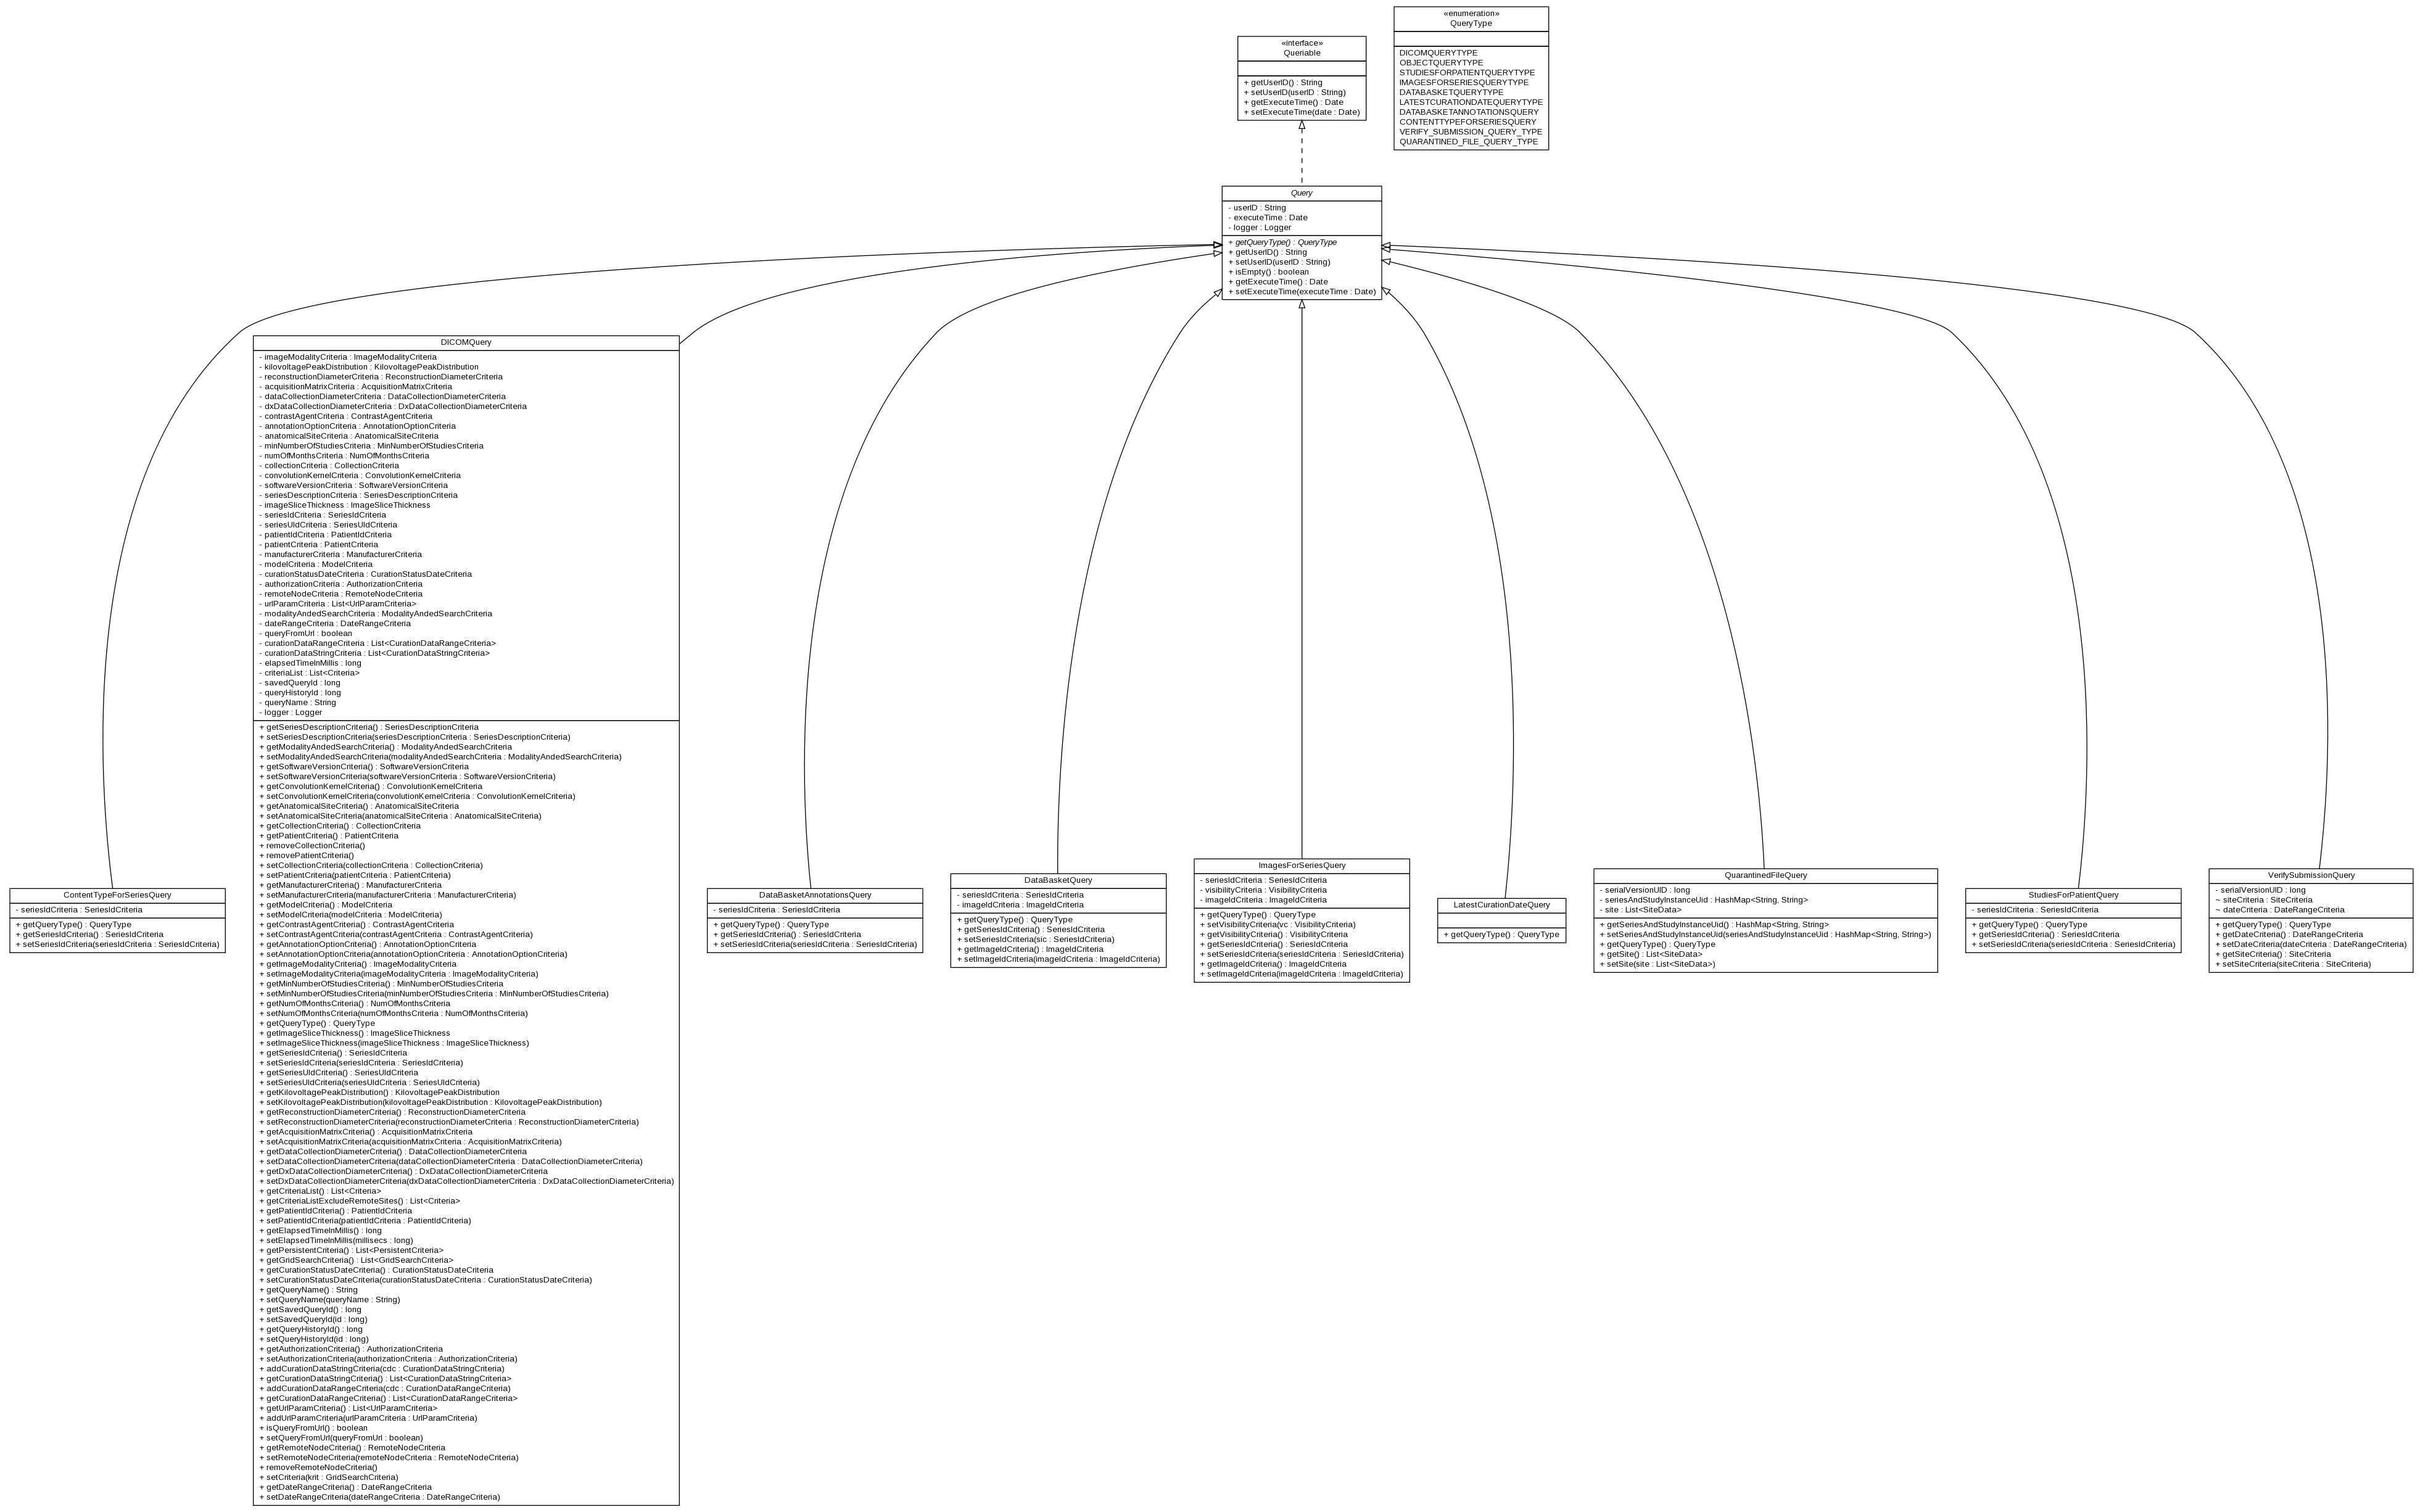 «interface»
Queriable
+ getUserID() : String
+ setUserID(userID : String)
+ getExecuteTime() : Date
+ setExecuteTime(date : Date)
«enumeration»
QueryType
DICOMQUERYTYPE
OBJECTQUERYTYPE
STUDIESFORPATIENTQUERYTYPE
IMAGESFORSERIESQUERYTYPE
DATABASKETQUERYTYPE
LATESTCURATIONDATEQUERYTYPE
DATABASKETANNOTATIONSQUERY
CONTENTTYPEFORSERIESQUERY
VERIFY_SUBMISSION_QUERY_TYPE
QUARANTINED_FILE_QUERY_TYPE
Query
- userID : String
- executeTime : Date
- logger : Logger
+ getQueryType() : QueryType
+ getUserID() : String
+ setUserID(userID : String)
+ isEmpty() : boolean
+ getExecuteTime() : Date
+ setExecuteTime(executeTime : Date)
ContentTypeForSeriesQuery
- seriesIdCriteria : SeriesIdCriteria
+ getQueryType() : QueryType
+ getSeriesIdCriteria() : SeriesIdCriteria
+ setSeriesIdCriteria(seriesIdCriteria : SeriesIdCriteria)
DICOMQuery
- imageModalityCriteria : ImageModalityCriteria
- kilovoltagePeakDistribution : KilovoltagePeakDistribution
- reconstructionDiameterCriteria : ReconstructionDiameterCriteria
- acquisitionMatrixCriteria : AcquisitionMatrixCriteria
- dataCollectionDiameterCriteria : DataCollectionDiameterCriteria
- dxDataCollectionDiameterCriteria : DxDataCollectionDiameterCriteria
- contrastAgentCriteria : ContrastAgentCriteria
- annotationOptionCriteria : AnnotationOptionCriteria
- anatomicalSiteCriteria : AnatomicalSiteCriteria
- minNumberOfStudiesCriteria : MinNumberOfStudiesCriteria
- numOfMonthsCriteria : NumOfMonthsCriteria
- collectionCriteria : CollectionCriteria
- convolutionKernelCriteria : ConvolutionKernelCriteria
- softwareVersionCriteria : SoftwareVersionCriteria
- seriesDescriptionCriteria : SeriesDescriptionCriteria
- imageSliceThickness : ImageSliceThickness
- seriesIdCriteria : SeriesIdCriteria
- seriesUIdCriteria : SeriesUIdCriteria
- patientIdCriteria : PatientIdCriteria
- patientCriteria : PatientCriteria
- manufacturerCriteria : ManufacturerCriteria
- modelCriteria : ModelCriteria
- curationStatusDateCriteria : CurationStatusDateCriteria
- authorizationCriteria : AuthorizationCriteria
- remoteNodeCriteria : RemoteNodeCriteria
- urlParamCriteria : List<UrlParamCriteria>
- modalityAndedSearchCriteria : ModalityAndedSearchCriteria
- dateRangeCriteria : DateRangeCriteria
- queryFromUrl : boolean
- curationDataRangeCriteria : List<CurationDataRangeCriteria>
- curationDataStringCriteria : List<CurationDataStringCriteria>
- elapsedTimeInMillis : long
- criteriaList : List<Criteria>
- savedQueryId : long
- queryHistoryId : long
- queryName : String
- logger : Logger
+ getSeriesDescriptionCriteria() : SeriesDescriptionCriteria
+ setSeriesDescriptionCriteria(seriesDescriptionCriteria : SeriesDescriptionCriteria)
+ getModalityAndedSearchCriteria() : ModalityAndedSearchCriteria
+ setModalityAndedSearchCriteria(modalityAndedSearchCriteria : ModalityAndedSearchCriteria)
+ getSoftwareVersionCriteria() : SoftwareVersionCriteria
+ setSoftwareVersionCriteria(softwareVersionCriteria : SoftwareVersionCriteria)
+ getConvolutionKernelCriteria() : ConvolutionKernelCriteria
+ setConvolutionKernelCriteria(convolutionKernelCriteria : ConvolutionKernelCriteria)
+ getAnatomicalSiteCriteria() : AnatomicalSiteCriteria
+ setAnatomicalSiteCriteria(anatomicalSiteCriteria : AnatomicalSiteCriteria)
+ getCollectionCriteria() : CollectionCriteria
+ getPatientCriteria() : PatientCriteria
+ removeCollectionCriteria()
+ removePatientCriteria()
+ setCollectionCriteria(collectionCriteria : CollectionCriteria)
+ setPatientCriteria(patientCriteria : PatientCriteria)
+ getManufacturerCriteria() : ManufacturerCriteria
+ setManufacturerCriteria(manufacturerCriteria : ManufacturerCriteria)
+ getModelCriteria() : ModelCriteria
+ setModelCriteria(modelCriteria : ModelCriteria)
+ getContrastAgentCriteria() : ContrastAgentCriteria
+ setContrastAgentCriteria(contrastAgentCriteria : ContrastAgentCriteria)
+ getAnnotationOptionCriteria() : AnnotationOptionCriteria
+ setAnnotationOptionCriteria(annotationOptionCriteria : AnnotationOptionCriteria)
+ getImageModalityCriteria() : ImageModalityCriteria
+ setImageModalityCriteria(imageModalityCriteria : ImageModalityCriteria)
+ getMinNumberOfStudiesCriteria() : MinNumberOfStudiesCriteria
+ setMinNumberOfStudiesCriteria(minNumberOfStudiesCriteria : MinNumberOfStudiesCriteria)
+ getNumOfMonthsCriteria() : NumOfMonthsCriteria
+ setNumOfMonthsCriteria(numOfMonthsCriteria : NumOfMonthsCriteria)
+ getQueryType() : QueryType
+ getImageSliceThickness() : ImageSliceThickness
+ setImageSliceThickness(imageSliceThickness : ImageSliceThickness)
+ getSeriesIdCriteria() : SeriesIdCriteria
+ setSeriesIdCriteria(seriesIdCriteria : SeriesIdCriteria)
+ getSeriesUIdCriteria() : SeriesUIdCriteria
+ setSeriesUIdCriteria(seriesUIdCriteria : SeriesUIdCriteria)
+ getKilovoltagePeakDistribution() : KilovoltagePeakDistribution
+ setKilovoltagePeakDistribution(kilovoltagePeakDistribution : KilovoltagePeakDistribution)
+ getReconstructionDiameterCriteria() : ReconstructionDiameterCriteria
+ setReconstructionDiameterCriteria(reconstructionDiameterCriteria : ReconstructionDiameterCriteria)
+ getAcquisitionMatrixCriteria() : AcquisitionMatrixCriteria
+ setAcquisitionMatrixCriteria(acquisitionMatrixCriteria : AcquisitionMatrixCriteria)
+ getDataCollectionDiameterCriteria() : DataCollectionDiameterCriteria
+ setDataCollectionDiameterCriteria(dataCollectionDiameterCriteria : DataCollectionDiameterCriteria)
+ getDxDataCollectionDiameterCriteria() : DxDataCollectionDiameterCriteria
+ setDxDataCollectionDiameterCriteria(dxDataCollectionDiameterCriteria : DxDataCollectionDiameterCriteria)
+ getCriteriaList() : List<Criteria>
+ getCriteriaListExcludeRemoteSites() : List<Criteria>
+ getPatientIdCriteria() : PatientIdCriteria
+ setPatientIdCriteria(patientIdCriteria : PatientIdCriteria)
+ getElapsedTimeInMillis() : long
+ setElapsedTimeInMillis(millisecs : long)
+ getPersistentCriteria() : List<PersistentCriteria>
+ getGridSearchCriteria() : List<GridSearchCriteria>
+ getCurationStatusDateCriteria() : CurationStatusDateCriteria
+ setCurationStatusDateCriteria(curationStatusDateCriteria : CurationStatusDateCriteria)
+ getQueryName() : String
+ setQueryName(queryName : String)
+ getSavedQueryId() : long
+ setSavedQueryId(id : long)
+ getQueryHistoryId() : long
+ setQueryHistoryId(id : long)
+ getAuthorizationCriteria() : AuthorizationCriteria
+ setAuthorizationCriteria(authorizationCriteria : AuthorizationCriteria)
+ addCurationDataStringCriteria(cdc : CurationDataStringCriteria)
+ getCurationDataStringCriteria() : List<CurationDataStringCriteria>
+ addCurationDataRangeCriteria(cdc : CurationDataRangeCriteria)
+ getCurationDataRangeCriteria() : List<CurationDataRangeCriteria>
+ getUrlParamCriteria() : List<UrlParamCriteria>
+ addUrlParamCriteria(urlParamCriteria : UrlParamCriteria)
+ isQueryFromUrl() : boolean
+ setQueryFromUrl(queryFromUrl : boolean)
+ getRemoteNodeCriteria() : RemoteNodeCriteria
+ setRemoteNodeCriteria(remoteNodeCriteria : RemoteNodeCriteria)
+ removeRemoteNodeCriteria()
+ setCriteria(krit : GridSearchCriteria)
+ getDateRangeCriteria() : DateRangeCriteria
+ setDateRangeCriteria(dateRangeCriteria : DateRangeCriteria)
DataBasketAnnotationsQuery
- seriesIdCriteria : SeriesIdCriteria
+ getQueryType() : QueryType
+ getSeriesIdCriteria() : SeriesIdCriteria
+ setSeriesIdCriteria(seriesIdCriteria : SeriesIdCriteria)
DataBasketQuery
- seriesIdCriteria : SeriesIdCriteria
- imageIdCriteria : ImageIdCriteria
+ getQueryType() : QueryType
+ getSeriesIdCriteria() : SeriesIdCriteria
+ setSeriesIdCriteria(sic : SeriesIdCriteria)
+ getImageIdCriteria() : ImageIdCriteria
+ setImageIdCriteria(imageIdCriteria : ImageIdCriteria)
ImagesForSeriesQuery
- seriesIdCriteria : SeriesIdCriteria
- visibilityCriteria : VisibilityCriteria
- imageIdCriteria : ImageIdCriteria
+ getQueryType() : QueryType
+ setVisibilityCriteria(vc : VisibilityCriteria)
+ getVisibilityCriteria() : VisibilityCriteria
+ getSeriesIdCriteria() : SeriesIdCriteria
+ setSeriesIdCriteria(seriesIdCriteria : SeriesIdCriteria)
+ getImageIdCriteria() : ImageIdCriteria
+ setImageIdCriteria(imageIdCriteria : ImageIdCriteria)
LatestCurationDateQuery
+ getQueryType() : QueryType
QuarantinedFileQuery
- serialVersionUID : long
- seriesAndStudyInstanceUid : HashMap<String, String>
- site : List<SiteData>
+ getSeriesAndStudyInstanceUid() : HashMap<String, String>
+ setSeriesAndStudyInstanceUid(seriesAndStudyInstanceUid : HashMap<String, String>)
+ getQueryType() : QueryType
+ getSite() : List<SiteData>
+ setSite(site : List<SiteData>)
StudiesForPatientQuery
- seriesIdCriteria : SeriesIdCriteria
+ getQueryType() : QueryType
+ getSeriesIdCriteria() : SeriesIdCriteria
+ setSeriesIdCriteria(seriesIdCriteria : SeriesIdCriteria)
VerifySubmissionQuery
- serialVersionUID : long
~ siteCriteria : SiteCriteria
~ dateCriteria : DateRangeCriteria
+ getQueryType() : QueryType
+ getDateCriteria() : DateRangeCriteria
+ setDateCriteria(dateCriteria : DateRangeCriteria)
+ getSiteCriteria() : SiteCriteria
+ setSiteCriteria(siteCriteria : SiteCriteria)